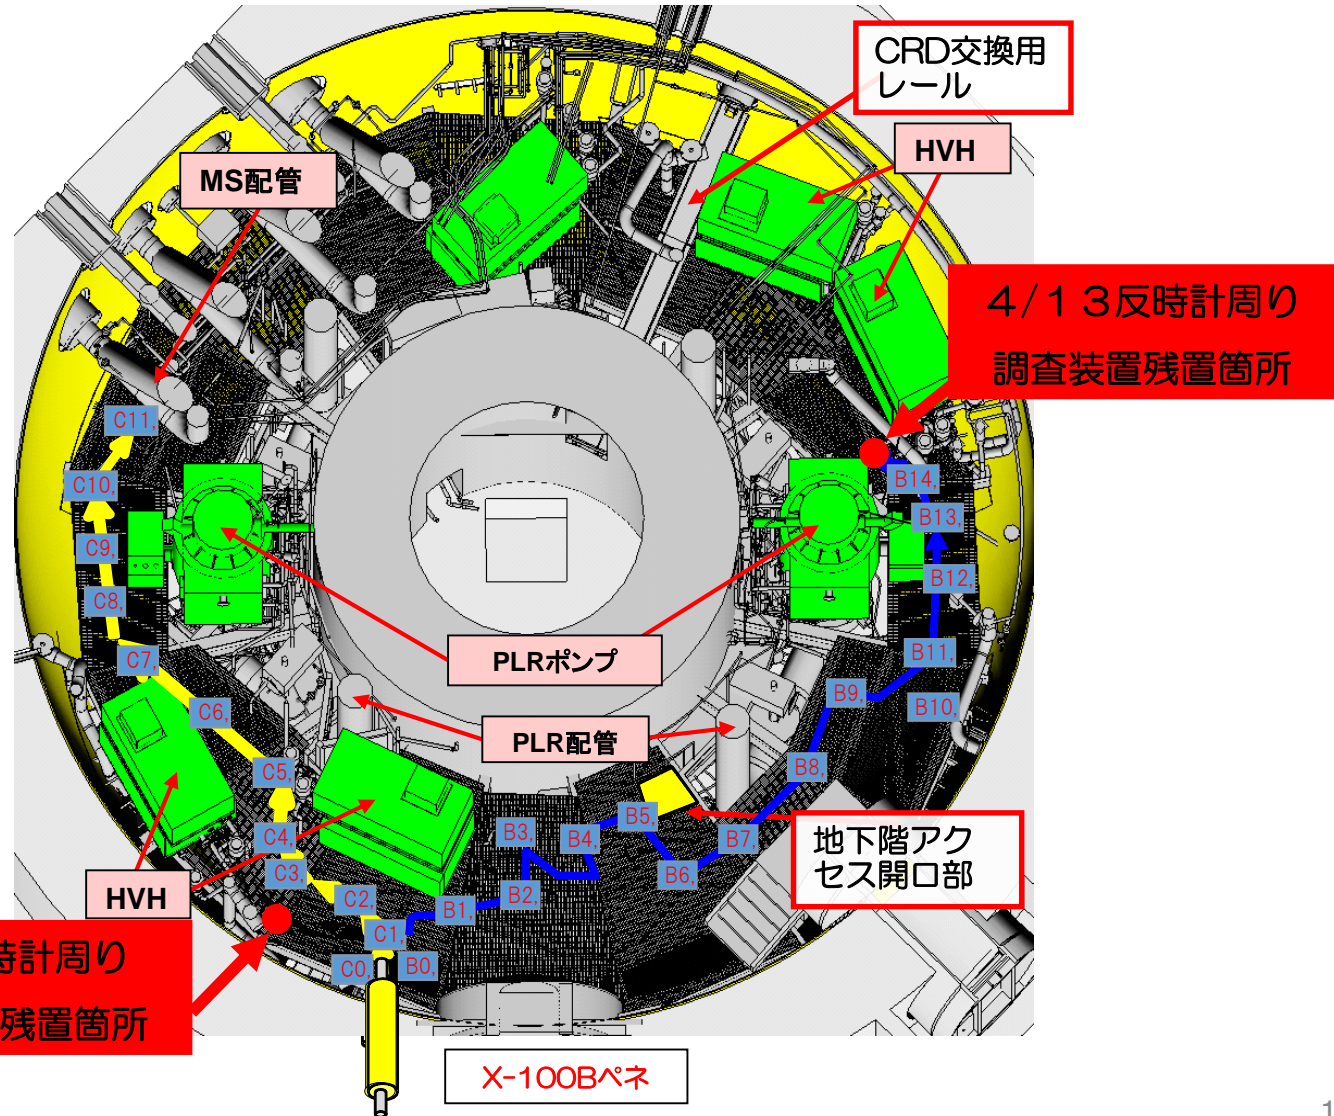 CRD交換用
レール
HVH
MS配管
4/13反時計周り
調査装置残置箇所
C11,
C10,
B14,
B13,
C9,
B12,
C8,
PLRポンプ
B11,
C7,
B9,
C6,
B10,
PLR配管
C5,
B8,
B5,
B3,
B4,
B7,
C4,
地下階アク
セス開口部
C3,
B6,
HVH
C2,
B2,
B1,
C1,
C0,
B0,
時計周り
残置箇所
X-100Bペネ
1